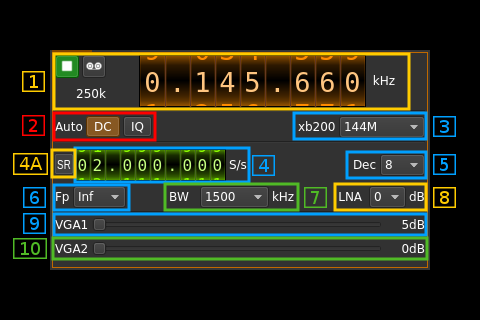 1 0.145.660 kHz
250k
2 Auto DC IQ xb200 144M 3
4A SR 02.000.000 S/s 4 Dec 8 5
6 Fp Inf BW 1500 kHz 7 LNA 0 dB 8
9 VGA1 5dB
10 VGA2 0dB